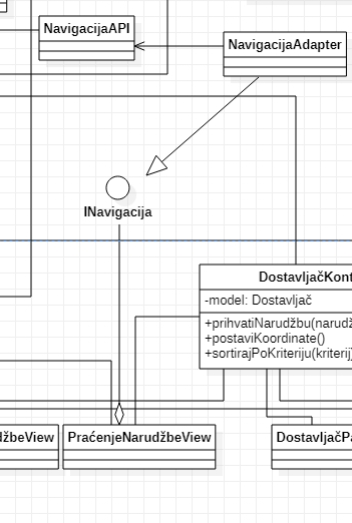 NavigacijaAPI
NavigacijaAdapter
INavigacija
DostavljačKont
-model: Dostavljač
+prihvatiNarudžbu(narudž
+postaviKoordinate()
+sortirajPoKriteriju(kriterij
džbeView
PraćenjeNarudžbeView
DostavljačPa